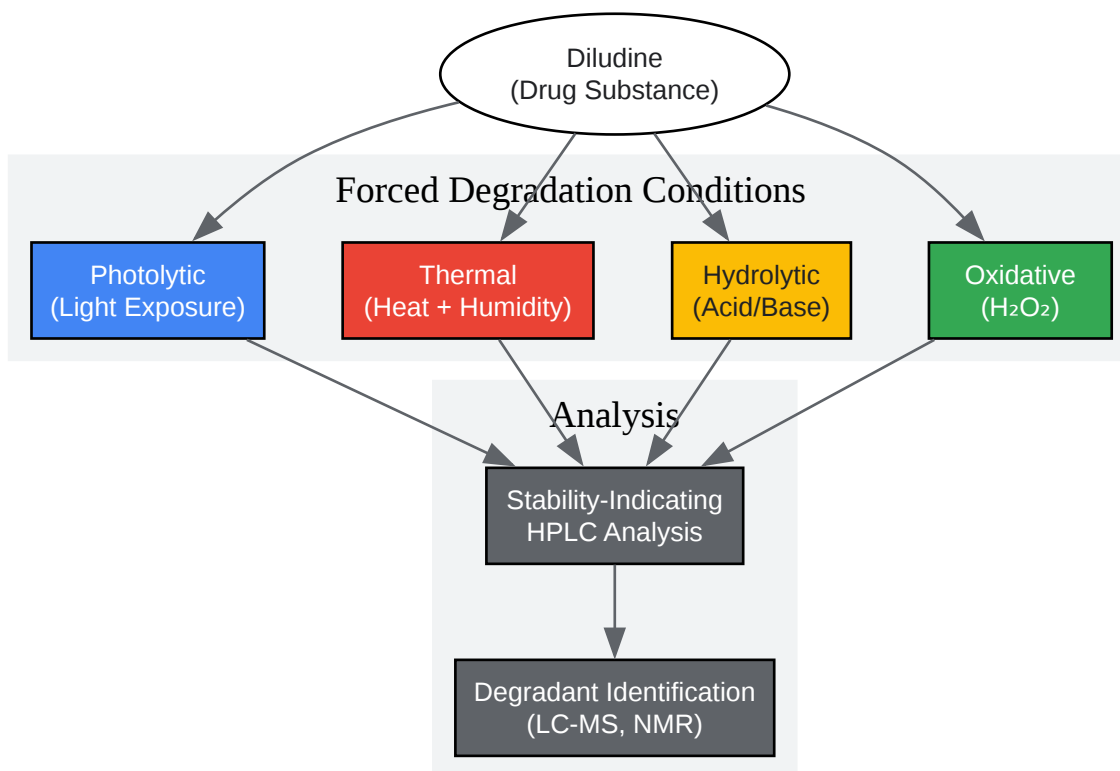 Diludine
(Drug Substance)
Forced Degradation Conditions
Photolytic
(Light Exposure)
Thermal
(Heat + Humidity)
Hydrolytic
(Acid/Base)
Oxidative
(H₂O₂)
Analysis
Stability-Indicating
HPLC Analysis
Degradant Identification
(LC-MS, NMR)